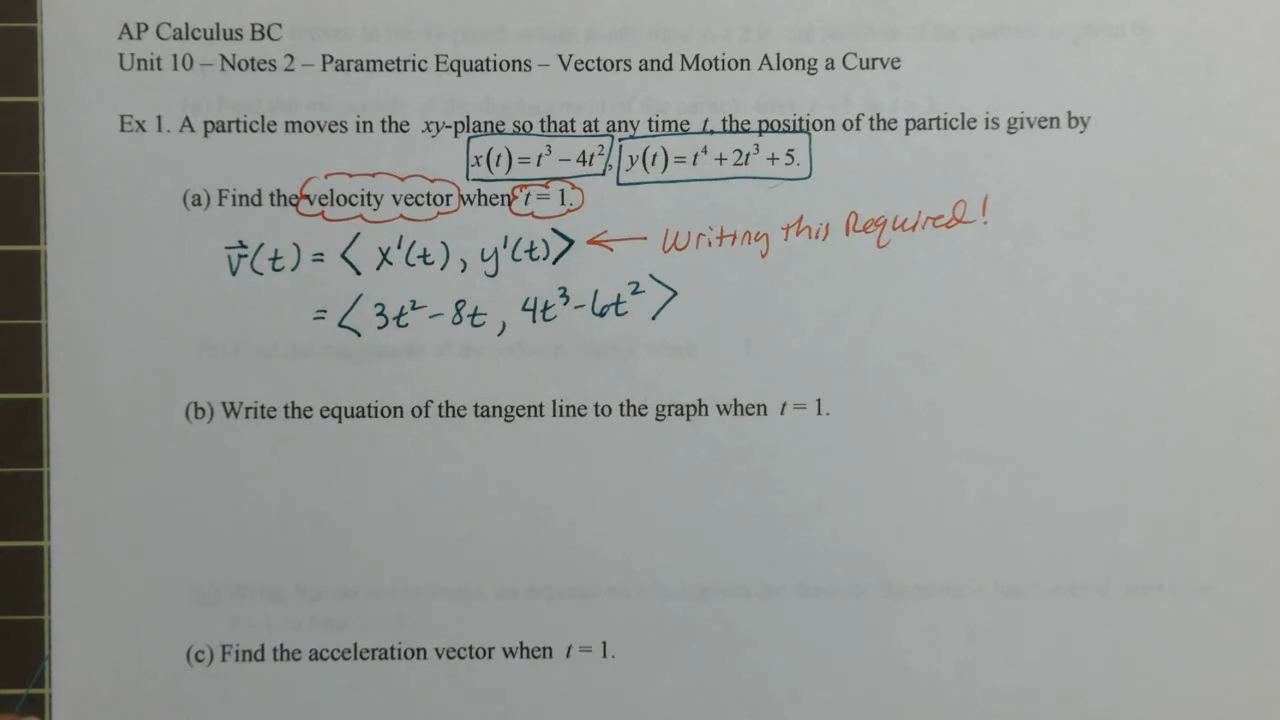 AP Calculus BC
Unit 10 – Notes 2 – Parametric Equations – Vectors and Motion Along a Curve
Ex 1. A particle moves in the xy-plane so that at any time t, the position of the particle is given by
x(t) = t³ – 4t², y(t) = t⁴ + 2t³ + 5.
(a) Find the velocity vector when t = 1.
v⃗(t) = ⟨ x'(t), y'(t) ⟩ ← Writing this Required!
= ⟨ 3t² – 8t, 4t³ – 6t² ⟩
(b) Write the equation of the tangent line to the graph when t = 1.
(c) Find the acceleration vector when t = 1.